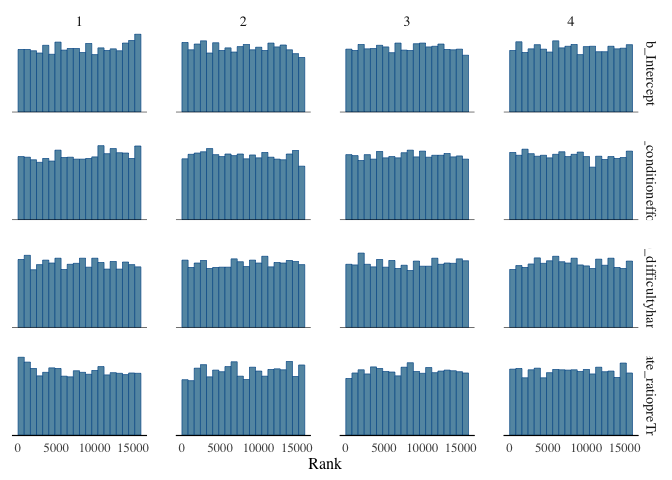 1 2 3 4
b_Intercept
_conditioneffc
_difficultyhar
ite_ratiopreTr
0 5000 10000 15000 0 5000 10000 15000 0 5000 10000 15000 0 5000 10000 15000
Rank